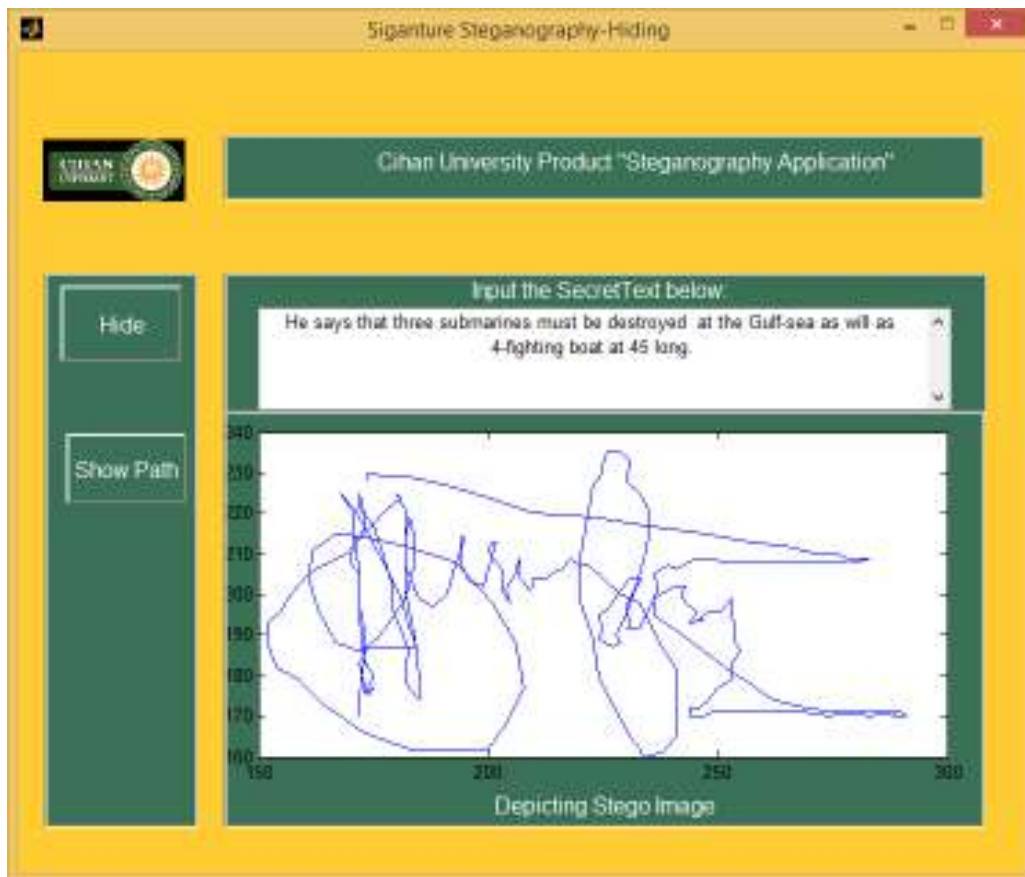 Siganture Steganography-Hiding
CIHAN
UNIVERSITY
Cihan University Product "Steganography Application"
Hide
Show Path
Input the SecretText below:
He says that three submarines must be destroyed at the Gulf-sea as will as
4-fighting boat at 45 long.
240
230
220
210
200
190
180
170
160
150 200 250 300
Depicting Stego Image